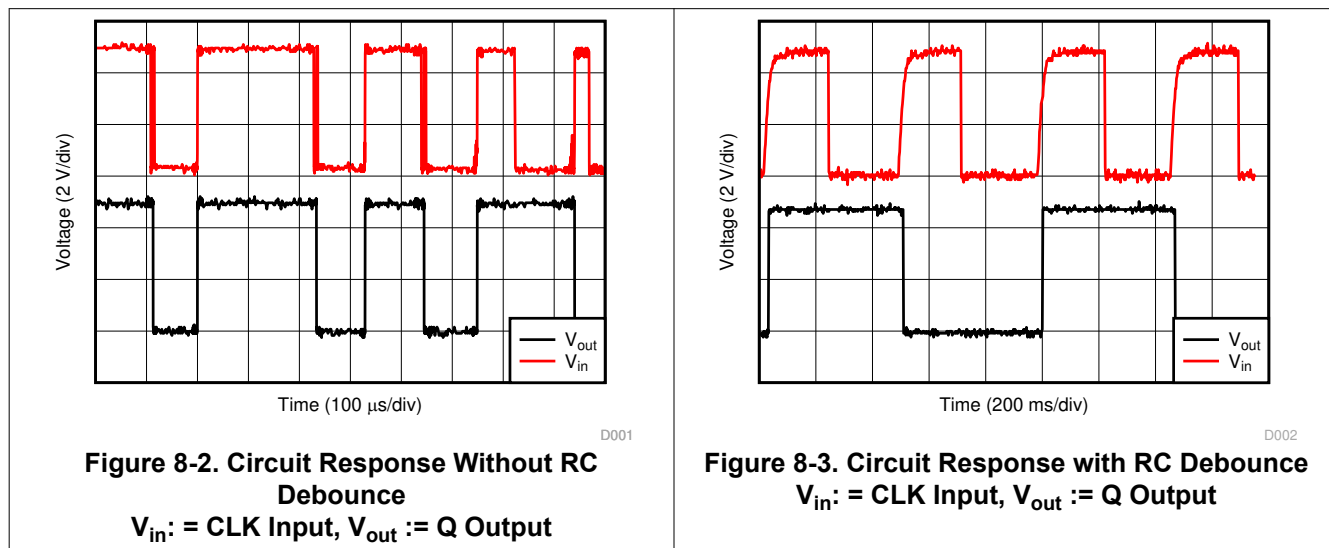 Voltage (2 V/div)
Vout
Vin
Time (100 μs/div)
D001
Figure 8-2. Circuit Response Without RC
Debounce
Vin: = CLK Input, Vout := Q Output
Voltage (2 V/div)
Vout
Vin
Time (200 ms/div)
D002
Figure 8-3. Circuit Response with RC Debounce
Vin: = CLK Input, Vout := Q Output